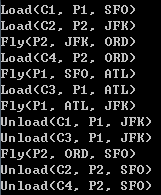 Load(C1, P1, SFO)
Load(C2, P2, JFK)
Fly(P2, JFK, ORD)
Load(C4, P2, ORD)
Fly(P1, SFO, ATL)
Load(C3, P1, ATL)
Fly(P1, ATL, JFK)
Unload(C1, P1, JFK)
Unload(C3, P1, JFK)
Fly(P2, ORD, SFO)
Unload(C2, P2, SFO)
Unload(C4, P2, SFO)